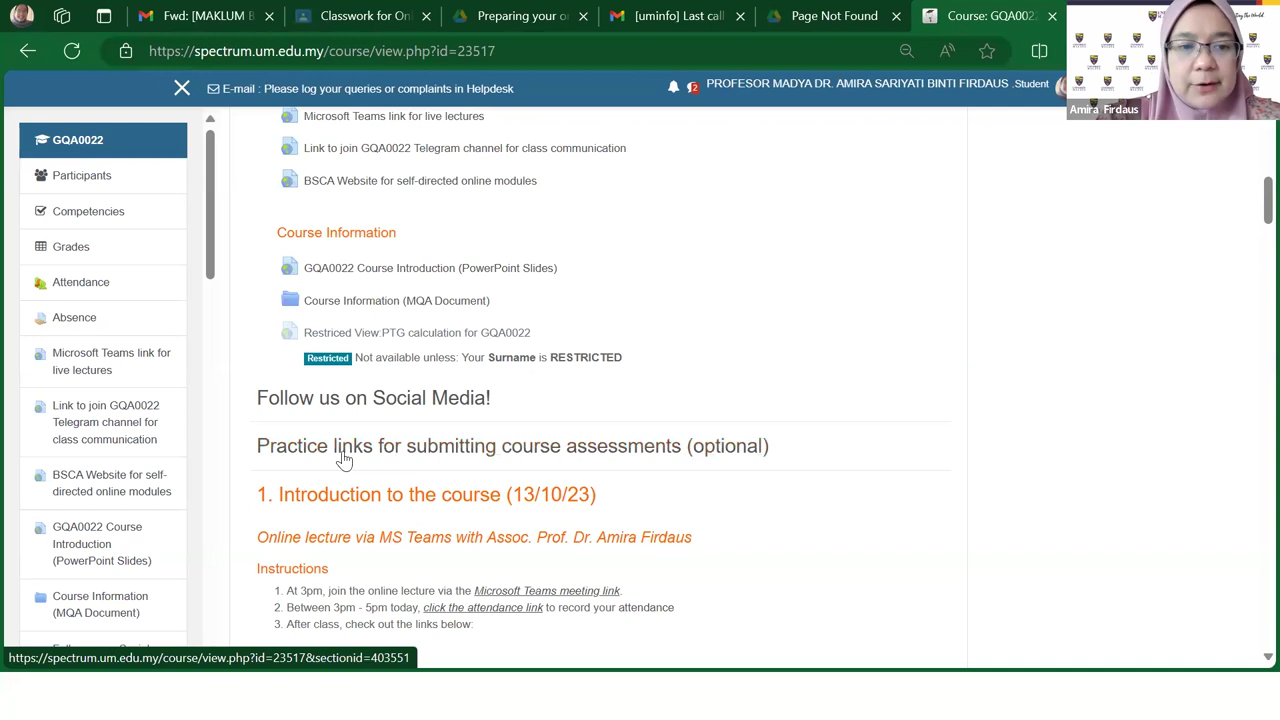 Fwd: [MAKLUM B
Classwork for Onl
Preparing your o
[uminfo] Last call
Page Not Found
Course: GQA0022
https://spectrum.um.edu.my/course/view.php?id=23517
E-mail : Please log your queries or complaints in Helpdesk
2
PROFESOR MADYA DR. AMIRA SARIYATI BINTI FIRDAUS .Student
Amira Firdaus
GQA0022
Participants
Competencies
Grades
Attendance
Absence
Microsoft Teams link for
live lectures
Link to join GQA0022
Telegram channel for
class communication
BSCA Website for self-
directed online modules
GQA0022 Course
Introduction
(PowerPoint Slides)
Course Information
(MQA Document)
Microsoft Teams link for live lectures
Link to join GQA0022 Telegram channel for class communication
BSCA Website for self-directed online modules
Course Information
GQA0022 Course Introduction (PowerPoint Slides)
Course Information (MQA Document)
Restriced View:PTG calculation for GQA0022
Restricted Not available unless: Your Surname is RESTRICTED
Follow us on Social Media!
Practice links for submitting course assessments (optional)
1. Introduction to the course (13/10/23)
Online lecture via MS Teams with Assoc. Prof. Dr. Amira Firdaus
Instructions
1. At 3pm, join the online lecture via the Microsoft Teams meeting link.
2. Between 3pm - 5pm today, click the attendance link to record your attendance
3. After class, check out the links below:
https://spectrum.um.edu.my/course/view.php?id=23517&sectionid=403551